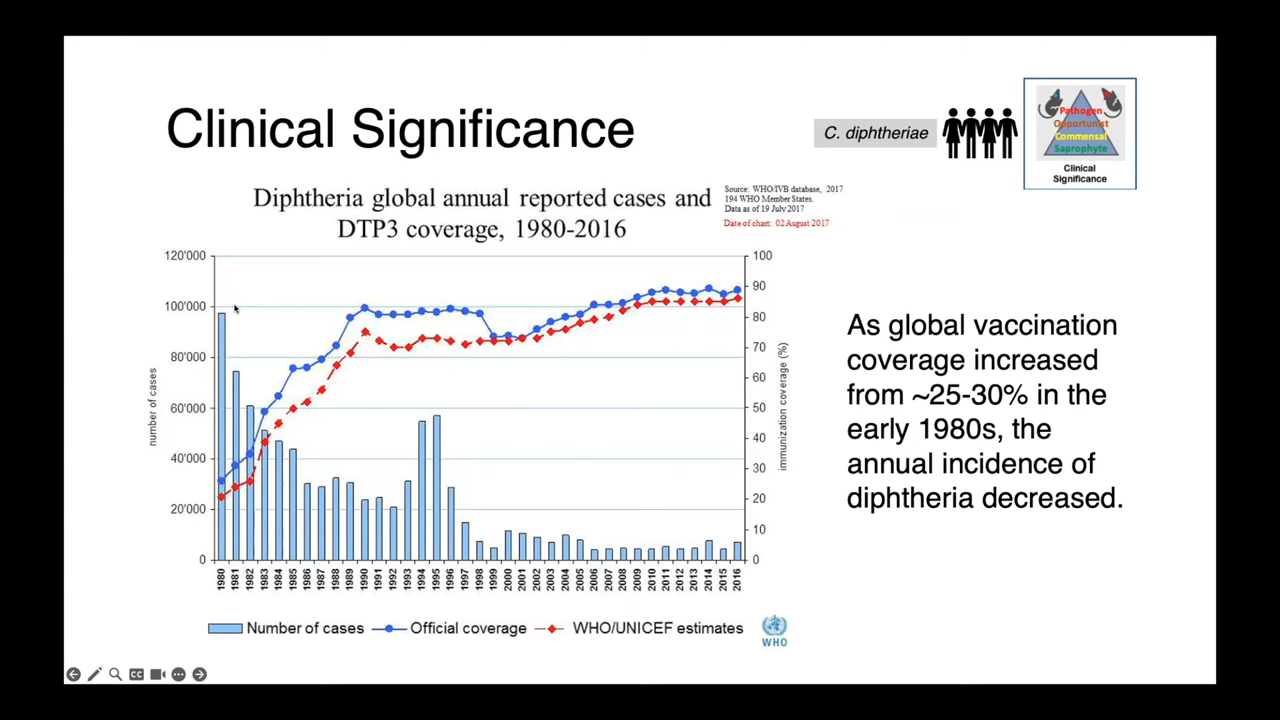 Clinical Significance
C. diphtheriae
Pathogen
Opportunist
Commensal
Saprophyte
Clinical
Significance
Diphtheria global annual reported cases and
DTP3 coverage, 1980-2016
Source: WHO/IVB database, 2017
194 WHO Member States.
Data as of 19 July 2017
Date of chart: 02 August 2017
120'000
100'000
80'000
60'000
40'000
20'000
0
number of cases
100
90
80
70
60
50
40
30
20
10
0
immunization coverage (%)
1980 1981 1982 1983 1984 1985 1986 1987 1988 1989 1990 1991 1992 1993 1994 1995 1996 1997 1998 1999 2000 2001 2002 2003 2004 2005 2006 2007 2008 2009 2010 2011 2012 2013 2014 2015 2016
Number of cases Official coverage WHO/UNICEF estimates
WHO
As global vaccination
coverage increased
from ~25-30% in the
early 1980s, the
annual incidence of
diphtheria decreased.
CC